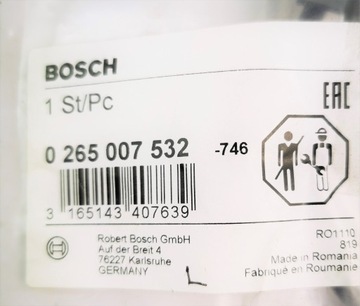 BOSCH
1 St/Pc
EAC
0 265 007 532 -746
3 165143 407639
Robert Bosch GmbH
Auf der Breit 4
76227 Karlsruhe
GERMANY
RO1110
819
Made in Romania
Fabriqué en Roumanie